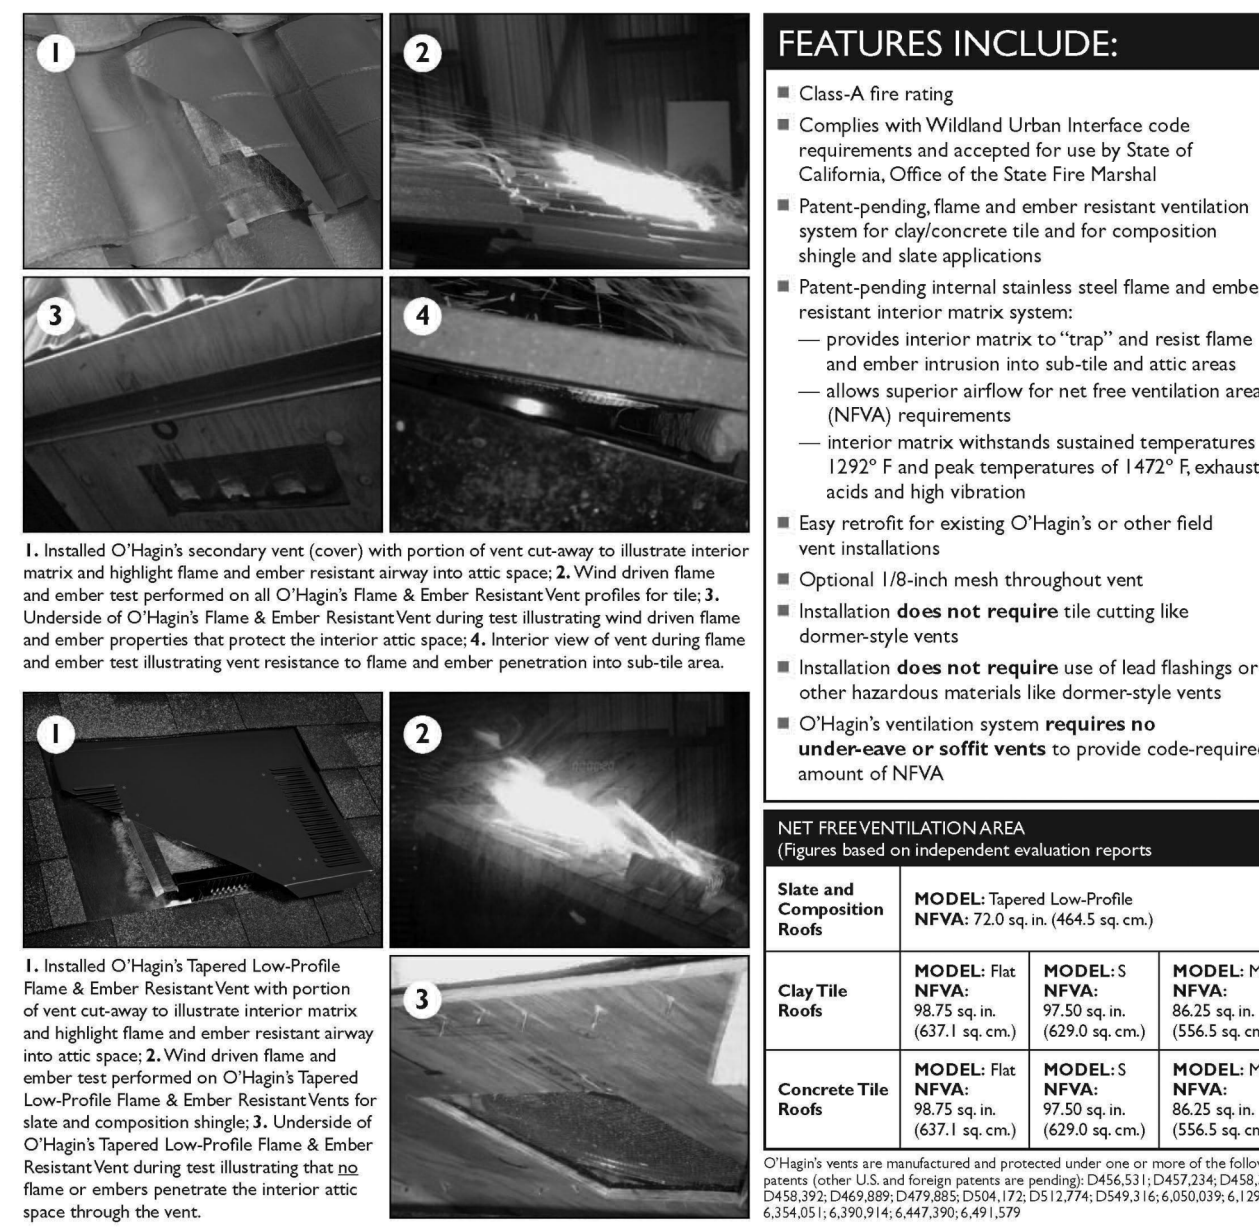 1
2
3
4
1. Installed O'Hagin's secondary vent (cover) with portion of vent cut-away to illustrate interior
matrix and highlight flame and ember resistant airway into attic space; 2. Wind driven flame
and ember test performed on all O'Hagin's Flame & Ember Resistant Vent profiles for tile; 3.
Underside of O'Hagin's Flame & Ember Resistant Vent during test illustrating wind driven flame
and ember properties that protect the interior attic space; 4. Interior view of vent during flame
and ember test illustrating vent resistance to flame and ember penetration into sub-tile area.
1
2
1. Installed O'Hagin's Tapered Low-Profile
Flame & Ember Resistant Vent with portion
of vent cut-away to illustrate interior matrix
and highlight flame and ember resistant airway
into attic space; 2. Wind driven flame and
ember test performed on O'Hagin's Tapered
Low-Profile Flame & Ember Resistant Vents for
slate and composition shingle; 3. Underside of
O'Hagin's Tapered Low-Profile Flame & Ember
Resistant Vent during test illustrating that no
flame or embers penetrate the interior attic
space through the vent.
3
FEATURES INCLUDE:
■ Class-A fire rating
■ Complies with Wildland Urban Interface code
requirements and accepted for use by State of
California, Office of the State Fire Marshal
■ Patent-pending, flame and ember resistant ventilation
system for clay/concrete tile and for composition
shingle and slate applications
■ Patent-pending internal stainless steel flame and embe
resistant interior matrix system:
— provides interior matrix to "trap" and resist flame
and ember intrusion into sub-tile and attic areas
— allows superior airflow for net free ventilation area
(NFVA) requirements
— interior matrix withstands sustained temperatures
1292º F and peak temperatures of 1472º F, exhaust
acids and high vibration
■ Easy retrofit for existing O'Hagin's or other field
vent installations
■ Optional 1/8-inch mesh throughout vent
■ Installation does not require tile cutting like
dormer-style vents
■ Installation does not require use of lead flashings or
other hazardous materials like dormer-style vents
■ O'Hagin's ventilation system requires no
under-eave or soffit vents to provide code-require
amount of NFVA
NET FREE VENTILATION AREA
(Figures based on independent evaluation reports
Slate and
Composition
Roofs
MODEL: Tapered Low-Profile
NFVA: 72.0 sq. in. (464.5 sq. cm.)
Clay Tile
Roofs
MODEL: Flat
NFVA:
98.75 sq. in.
(637.1 sq. cm.)
MODEL: S
NFVA:
97.50 sq. in.
(629.0 sq. cm.)
MODEL: M
NFVA:
86.25 sq. in.
(556.5 sq. cm
Concrete Tile
Roofs
MODEL: Flat
NFVA:
98.75 sq. in.
(637.1 sq. cm.)
MODEL: S
NFVA:
97.50 sq. in.
(629.0 sq. cm.)
MODEL: M
NFVA:
86.25 sq. in.
(556.5 sq. cm
O'Hagin's vents are manufactured and protected under one or more of the follow
patents (other U.S. and foreign patents are pending): D456,531; D457,234; D458,
D458,392; D469,889; D479,885; D504,172; D512,774; D549,316; 6,050,039; 6,129
6,354,051; 6,390,914; 6,447,390; 6,491,579